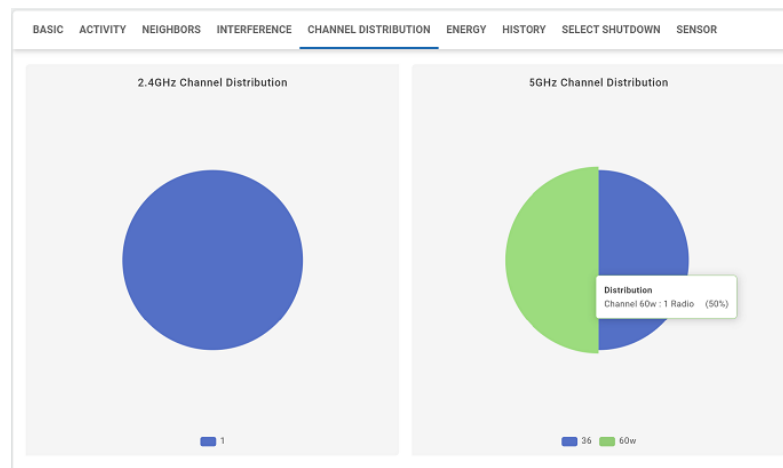 BASIC ACTIVITY NEIGHBORS INTERFERENCE CHANNEL DISTRIBUTION ENERGY HISTORY SELECT SHUTDOWN SENSOR
2.4GHz Channel Distribution
1
5GHz Channel Distribution
Distribution
Channel 60w : 1 Radio (50%)
36 60w